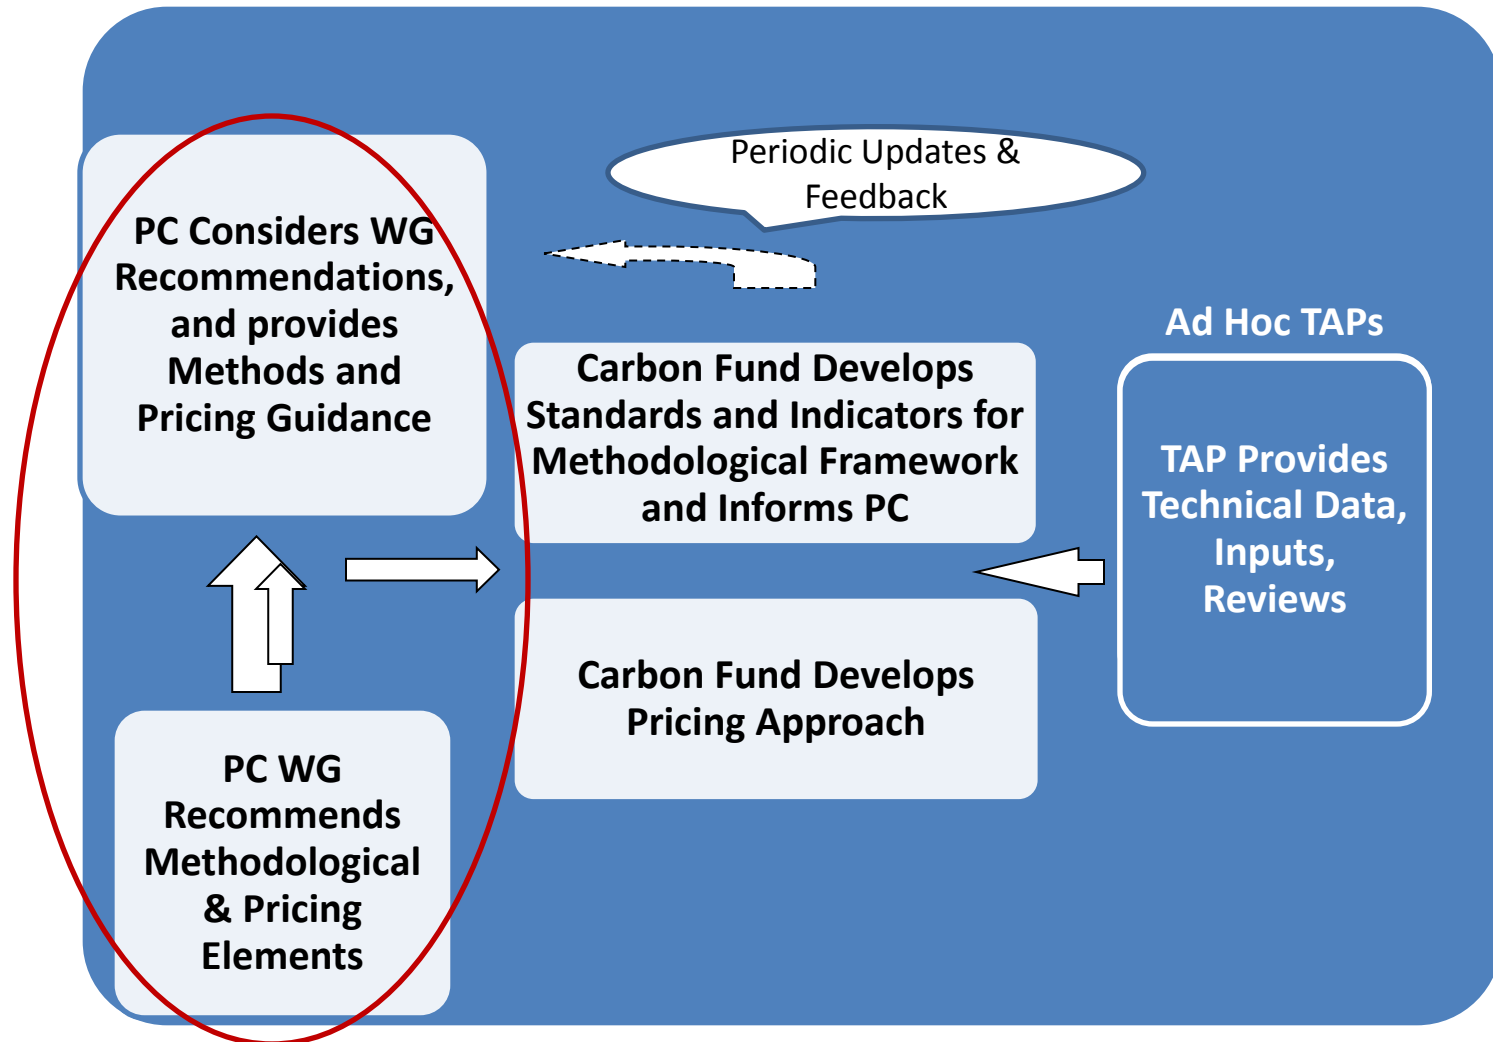 PC Considers WG
Recommendations,
and provides
Methods and
Pricing Guidance
PC WG
Recommends
Methodological
& Pricing
Elements
Periodic Updates &
Feedback
Carbon Fund Develops
Standards and Indicators for
Methodological Framework
and Informs PC
Carbon Fund Develops
Pricing Approach
Ad Hoc TAPs
TAP Provides
Technical Data,
Inputs,
Reviews